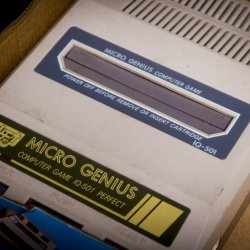 MICRO GENIUS COMPUTER GAME
POWER OFF BEFORE REMOVE OR INSERT CARTRIDGE
IQ-501
MICRO GENIUS
COMPUTER GAME IQ-501 PERFECT
RESET